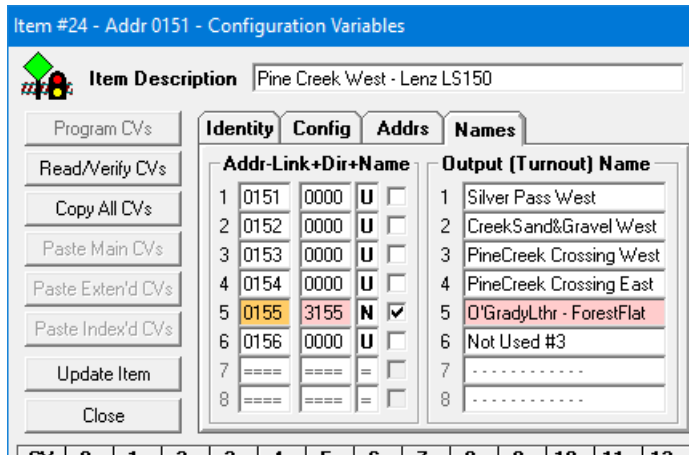 Item #24 - Addr 0151 - Configuration Variables
Item Description Pine Creek West - Lenz LS150
Program CVs
Read/Verify CVs
Copy All CVs
Paste Main CVs
Paste Exten'd CVs
Paste Index'd CVs
Update Item
Close
Identity Config Addrs Names
Addr-Link+Dir+Name
1 0151 0000 U
2 0152 0000 U
3 0153 0000 U
4 0154 0000 U
5 0155 3155 N
6 0156 0000 U
7 ==== ==== =
8 ==== ==== =
Output (Turnout) Name
1 Silver Pass West
2 CreekSand&Gravel West
3 PineCreek Crossing West
4 PineCreek Crossing East
5 O'GradyLthr - ForestFlat
6 Not Used #3
7 - - - - - - - - - - - -
8 - - - - - - - - - - - -